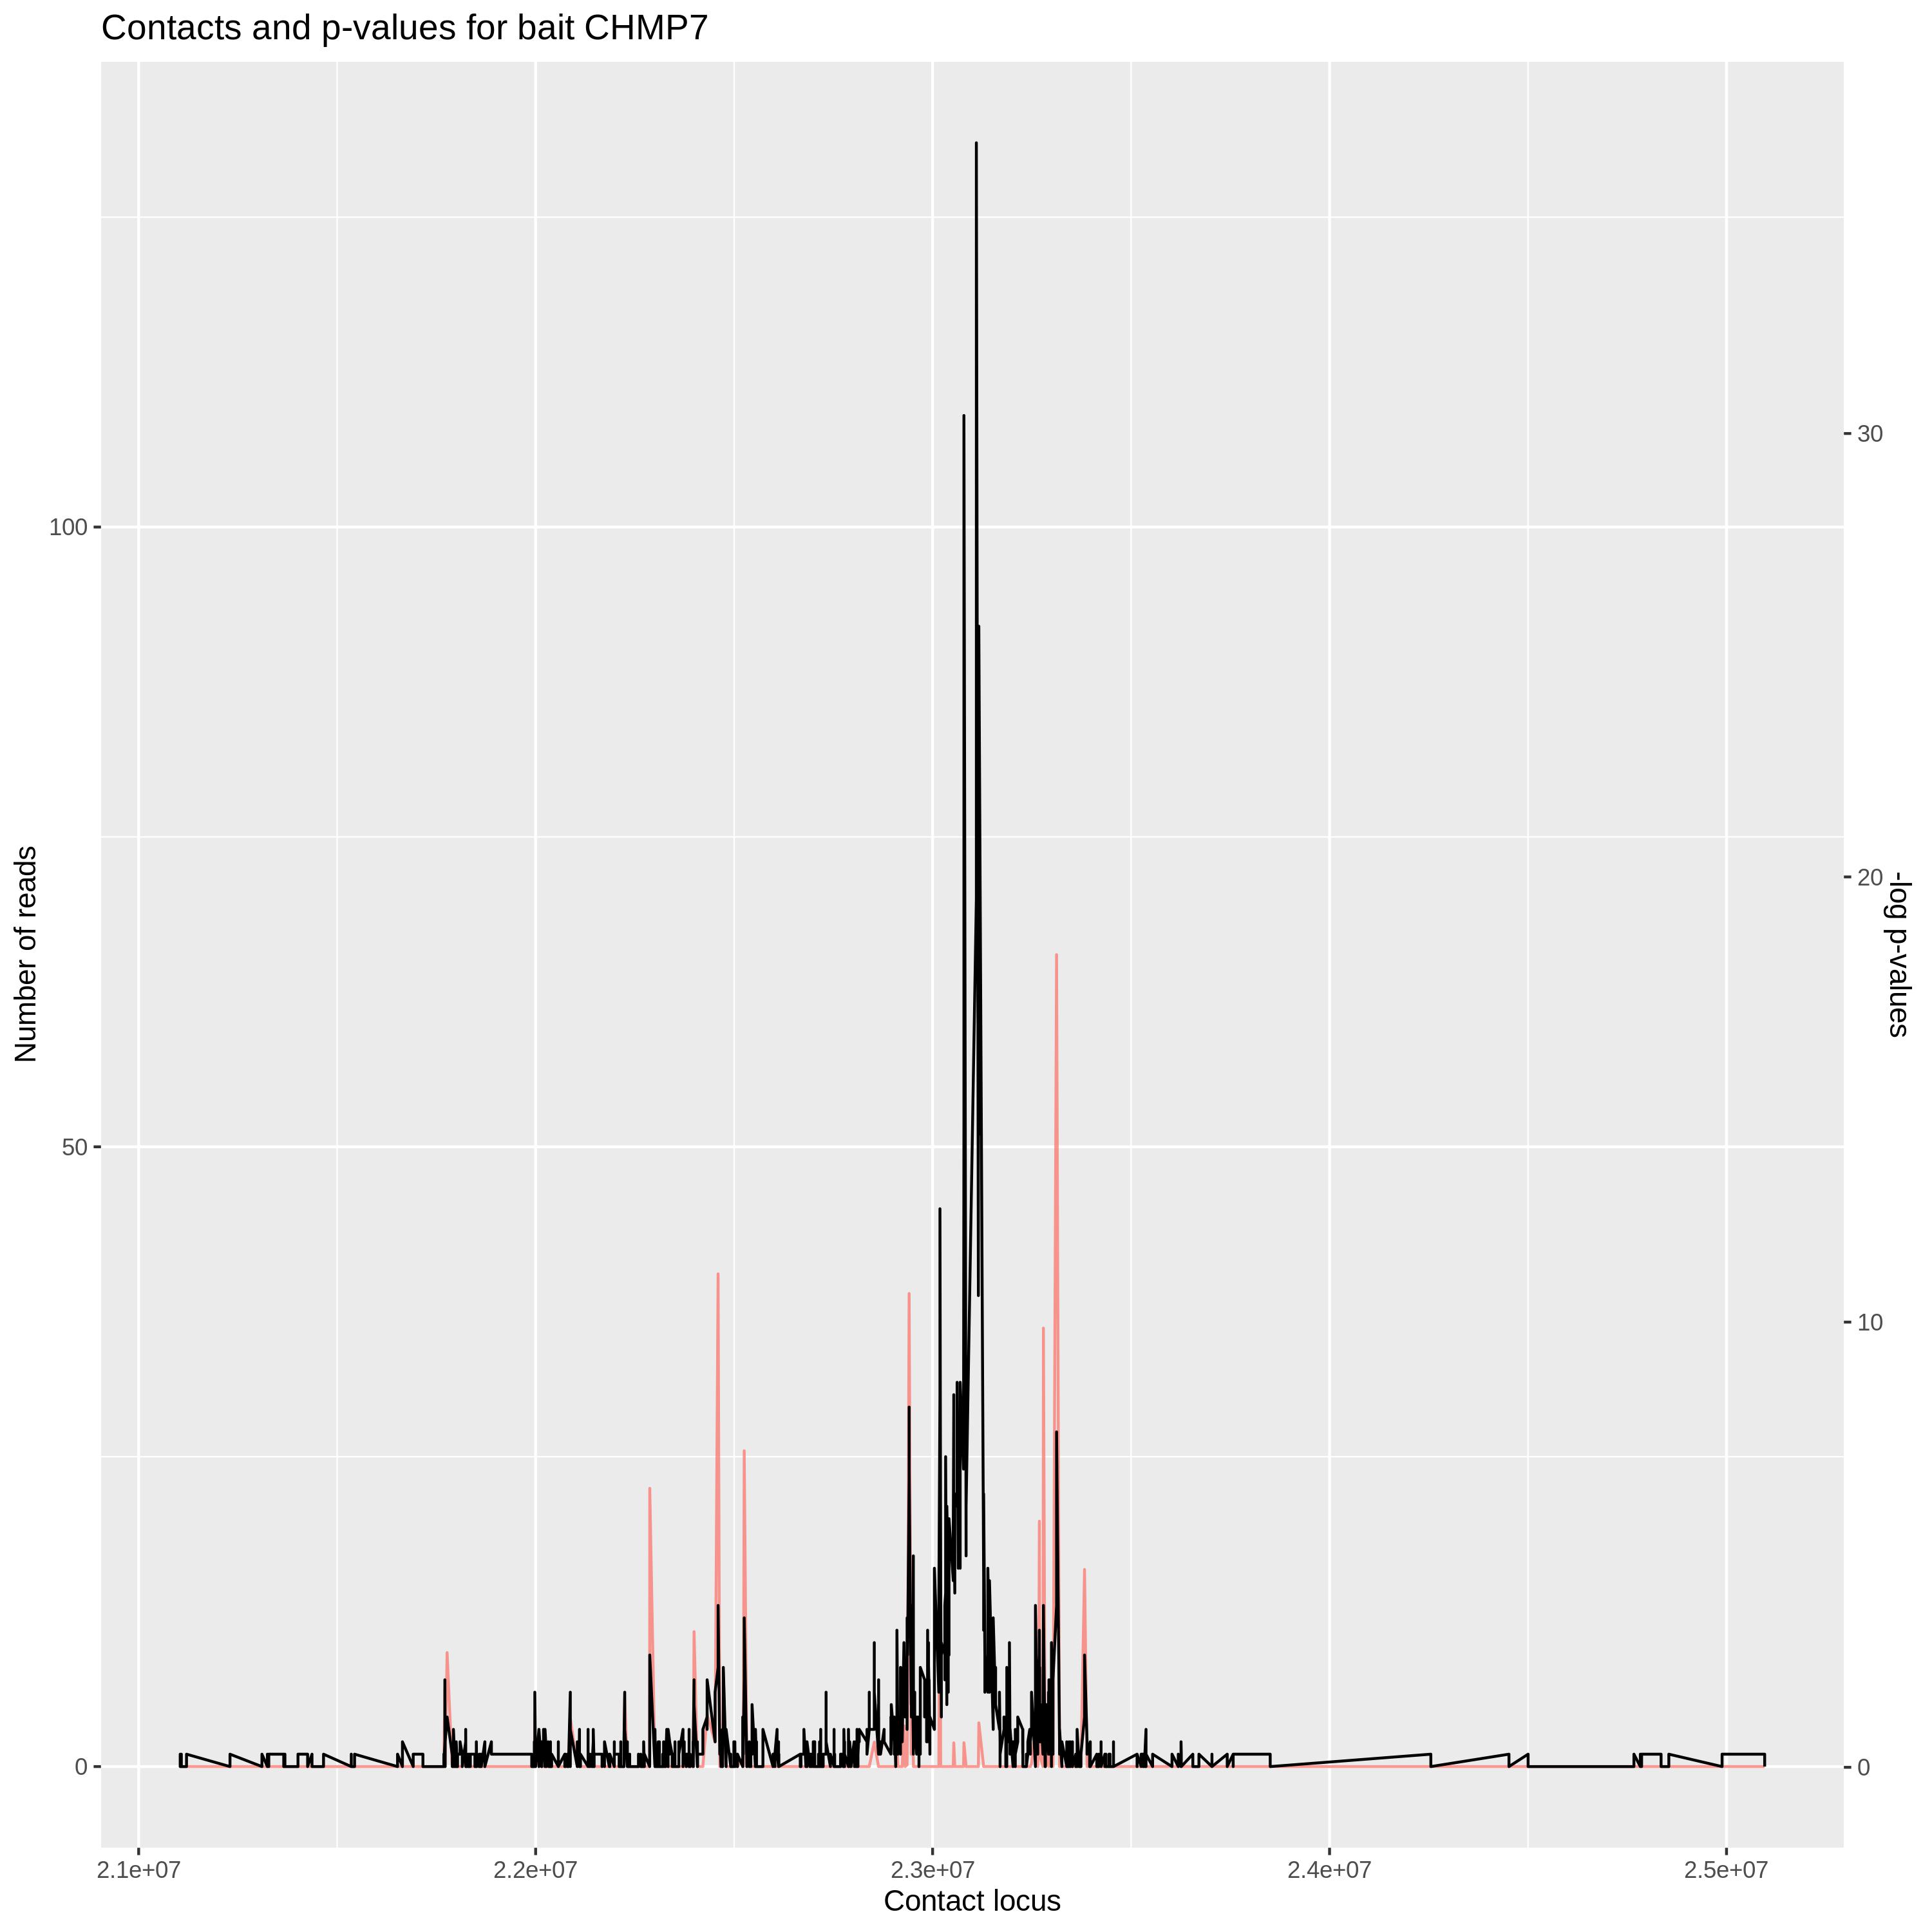 Contacts and p-values for bait CHMP7
Number of reads
100
50
0
30
20
10
0
-log p-values
2.1e+07
2.2e+07
2.3e+07
2.4e+07
2.5e+07
Contact locus